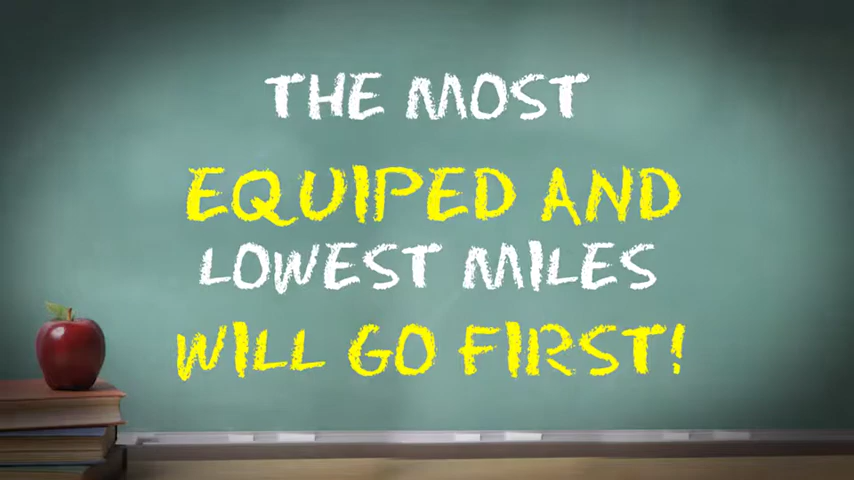 THE MOST
EQUIPED AND
LOWEST MILES
WILL GO FIRST!